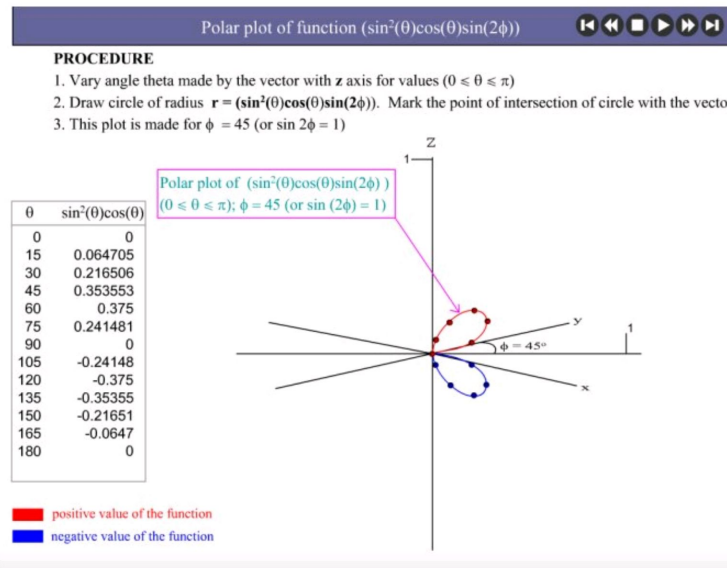 Polar plot of function (sin²(θ)cos(θ)sin(2ϕ))
PROCEDURE
1. Vary angle theta made by the vector with z axis for values (0 ⩽ θ ⩽ π)
2. Draw circle of radius r = (sin²(θ)cos(θ)sin(2ϕ)). Mark the point of intersection of circle with the vecto
3. This plot is made for ϕ = 45 (or sin 2ϕ = 1)
Z
1
Polar plot of (sin²(θ)cos(θ)sin(2ϕ) )
(0 ⩽ θ ⩽ π); ϕ = 45 (or sin (2ϕ) = 1)
θ sin²(θ)cos(θ)
0 0
15 0.064705
30 0.216506
45 0.353553
60 0.375
75 0.241481
90 0
105 -0.24148
120 -0.375
135 -0.35355
150 -0.21651
165 -0.0647
180 0
y
1
ϕ = 45°
x
positive value of the function
negative value of the function